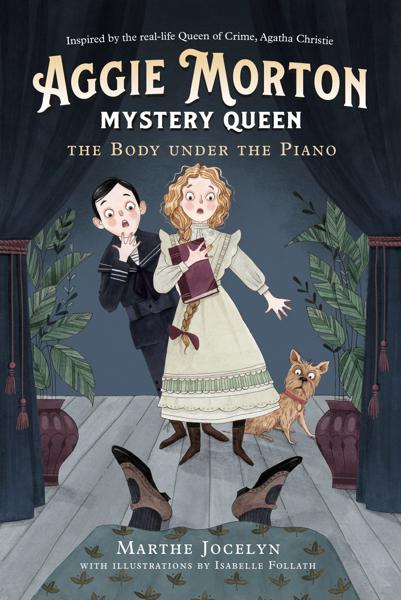 Inspired by the real-life Queen of Crime, Agatha Christie
AGGIE MORTON
MYSTERY QUEEN
THE BODY UNDER THE PIANO
MARTHE JOCELYN
WITH ILLUSTRATIONS BY ISABELLE FOLLATH